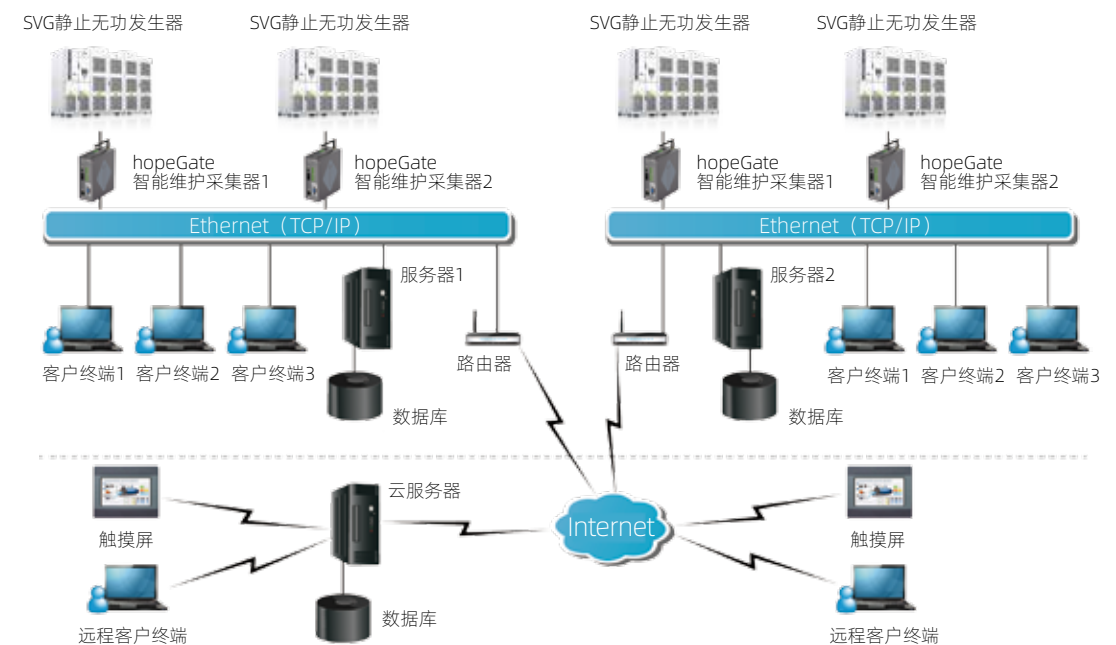 SVG静止无功发生器
SVG静止无功发生器
SVG静止无功发生器
SVG静止无功发生器
hopeGate
智能维护采集器1
hopeGate
智能维护采集器2
hopeGate
智能维护采集器1
hopeGate
智能维护采集器2
Ethernet（TCP/IP）
Ethernet（TCP/IP）
服务器1
服务器2
客户终端1
客户终端2
客户终端3
路由器
路由器
客户终端1
客户终端2
客户终端3
数据库
数据库
云服务器
Internet
触摸屏
触摸屏
数据库
远程客户终端
远程客户终端